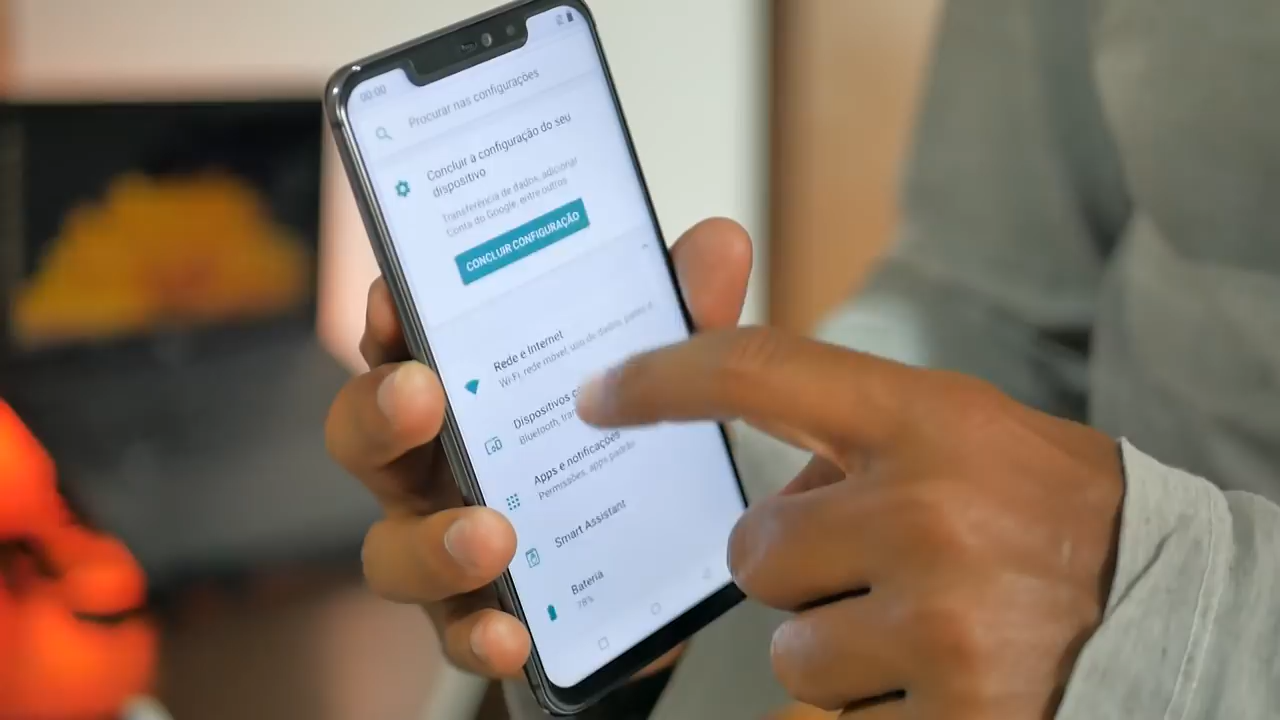 00:00
Procurar nas configurações
Concluir a configuração do seu
dispositivo
Transferência de dados, adicionar
Conta do Google, entre outros
CONCLUIR CONFIGURAÇÃO
Rede e Internet
Wi-Fi, rede móvel, uso de dados, ponto e
Dispositivos
Bluetooth,
Apps e notificações
Permissões, apps padrão
Smart Assistant
Bateria
78%